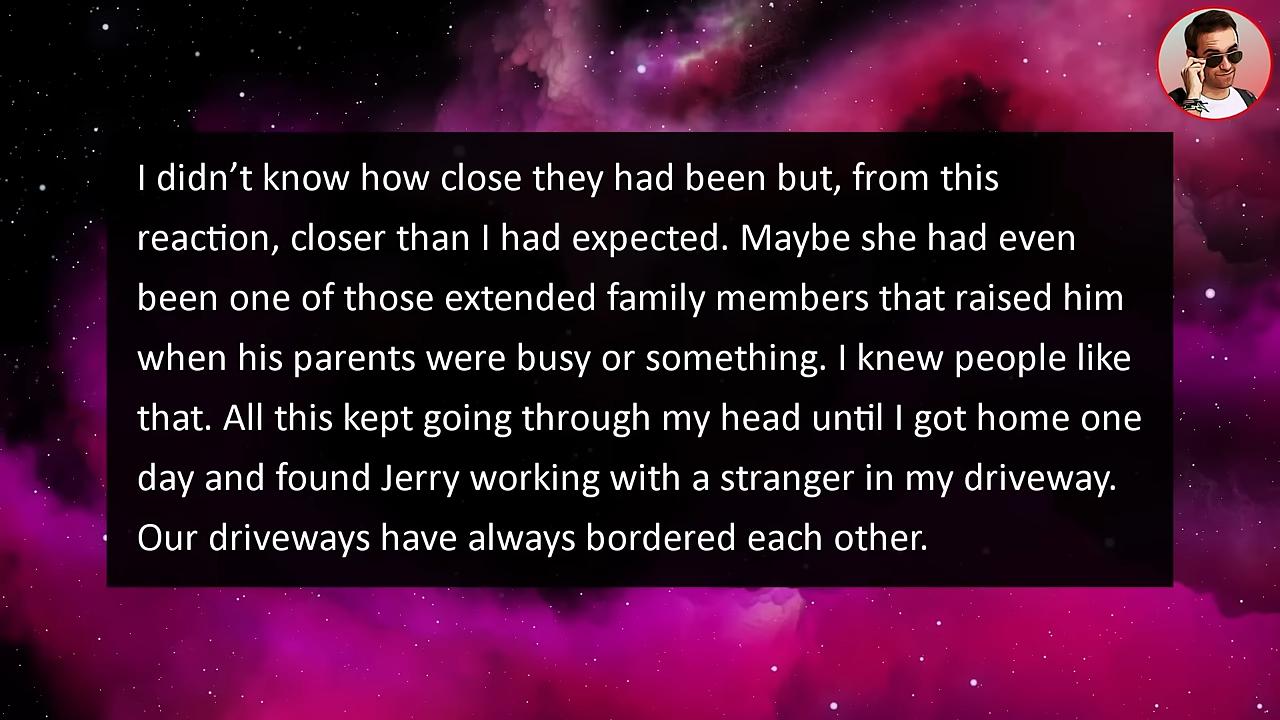 I didn’t know how close they had been but, from this
reaction, closer than I had expected. Maybe she had even
been one of those extended family members that raised him
when his parents were busy or something. I knew people like
that. All this kept going through my head until I got home one
day and found Jerry working with a stranger in my driveway.
Our driveways have always bordered each other.